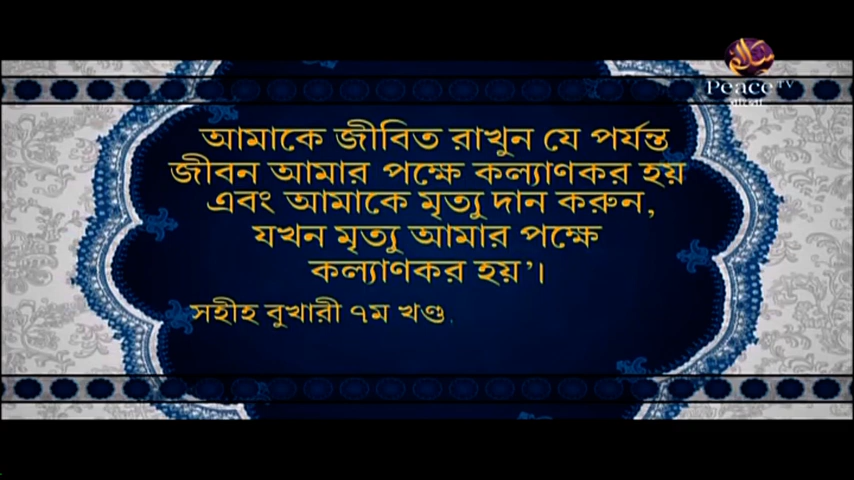 Peace TV
বাংলা
আমাকে জীবিত রাখুন যে পর্যন্ত
জীবন আমার পক্ষে কল্যাণকর হয়
এবং আমাকে মৃত্যু দান করুন,
যখন মৃত্যু আমার পক্ষে
কল্যাণকর হয়’।
সহীহ বুখারী ৭ম খণ্ড